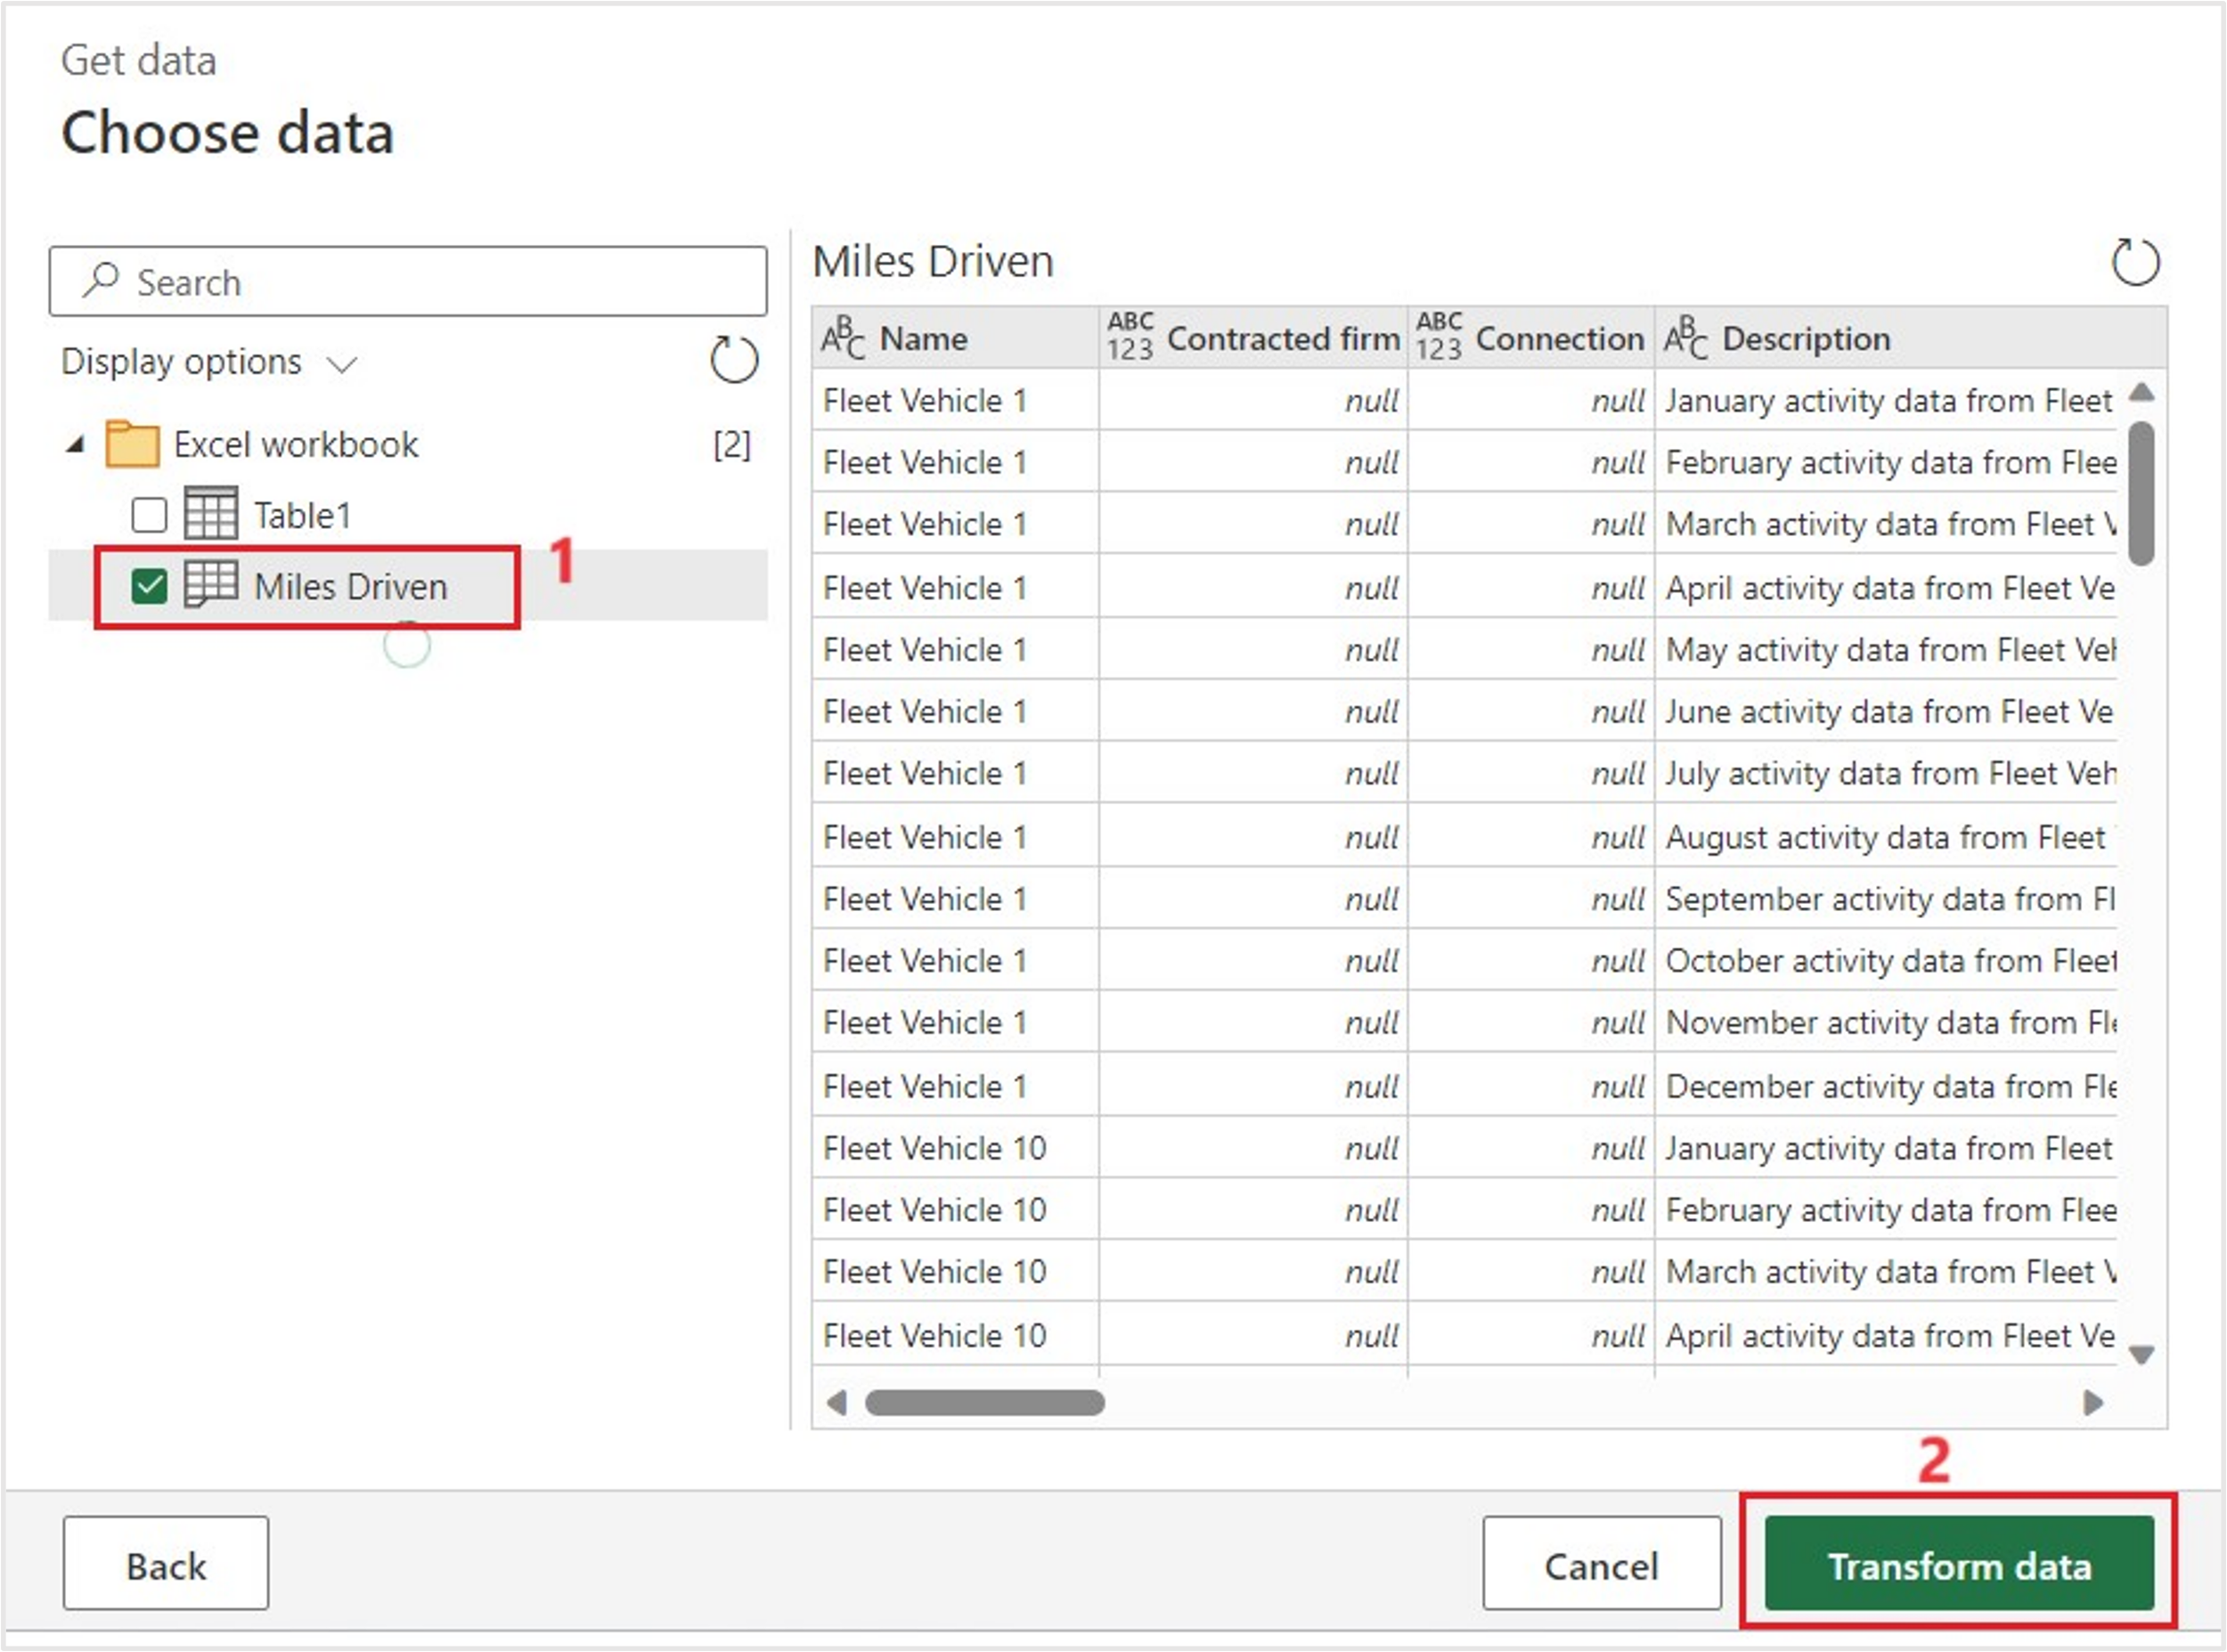 Get data
Choose data
Search
Display options
Excel workbook [2]
Table1
Miles Driven
1
Miles Driven
ABC Name ABC 123 Contracted firm ABC 123 Connection ABC Description
Fleet Vehicle 1 null null January activity data from Fleet
Fleet Vehicle 1 null null February activity data from Flee
Fleet Vehicle 1 null null March activity data from Fleet V
Fleet Vehicle 1 null null April activity data from Fleet Ve
Fleet Vehicle 1 null null May activity data from Fleet Veh
Fleet Vehicle 1 null null June activity data from Fleet Ve
Fleet Vehicle 1 null null July activity data from Fleet Veh
Fleet Vehicle 1 null null August activity data from Fleet
Fleet Vehicle 1 null null September activity data from Fl
Fleet Vehicle 1 null null October activity data from Fleet
Fleet Vehicle 1 null null November activity data from Fle
Fleet Vehicle 1 null null December activity data from Fle
Fleet Vehicle 10 null null January activity data from Fleet
Fleet Vehicle 10 null null February activity data from Flee
Fleet Vehicle 10 null null March activity data from Fleet V
Fleet Vehicle 10 null null April activity data from Fleet Ve
2
Back Cancel Transform data